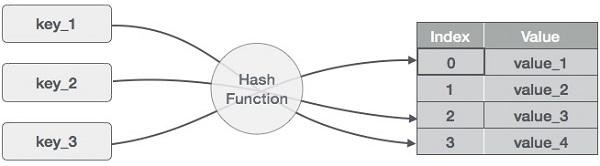 key_1
key_2
key_3
Hash
Function
Index Value
0 value_1
1 value_2
2 value_3
3 value_4